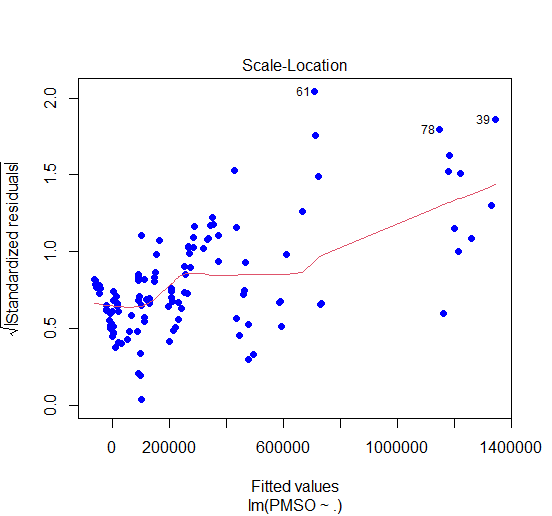 Scale-Location
√|Standardized residuals|
2.0
1.5
1.0
0.5
0.0
61
78
39
0 200000 600000 1000000 1400000
Fitted values
lm(PMSO ~ .)